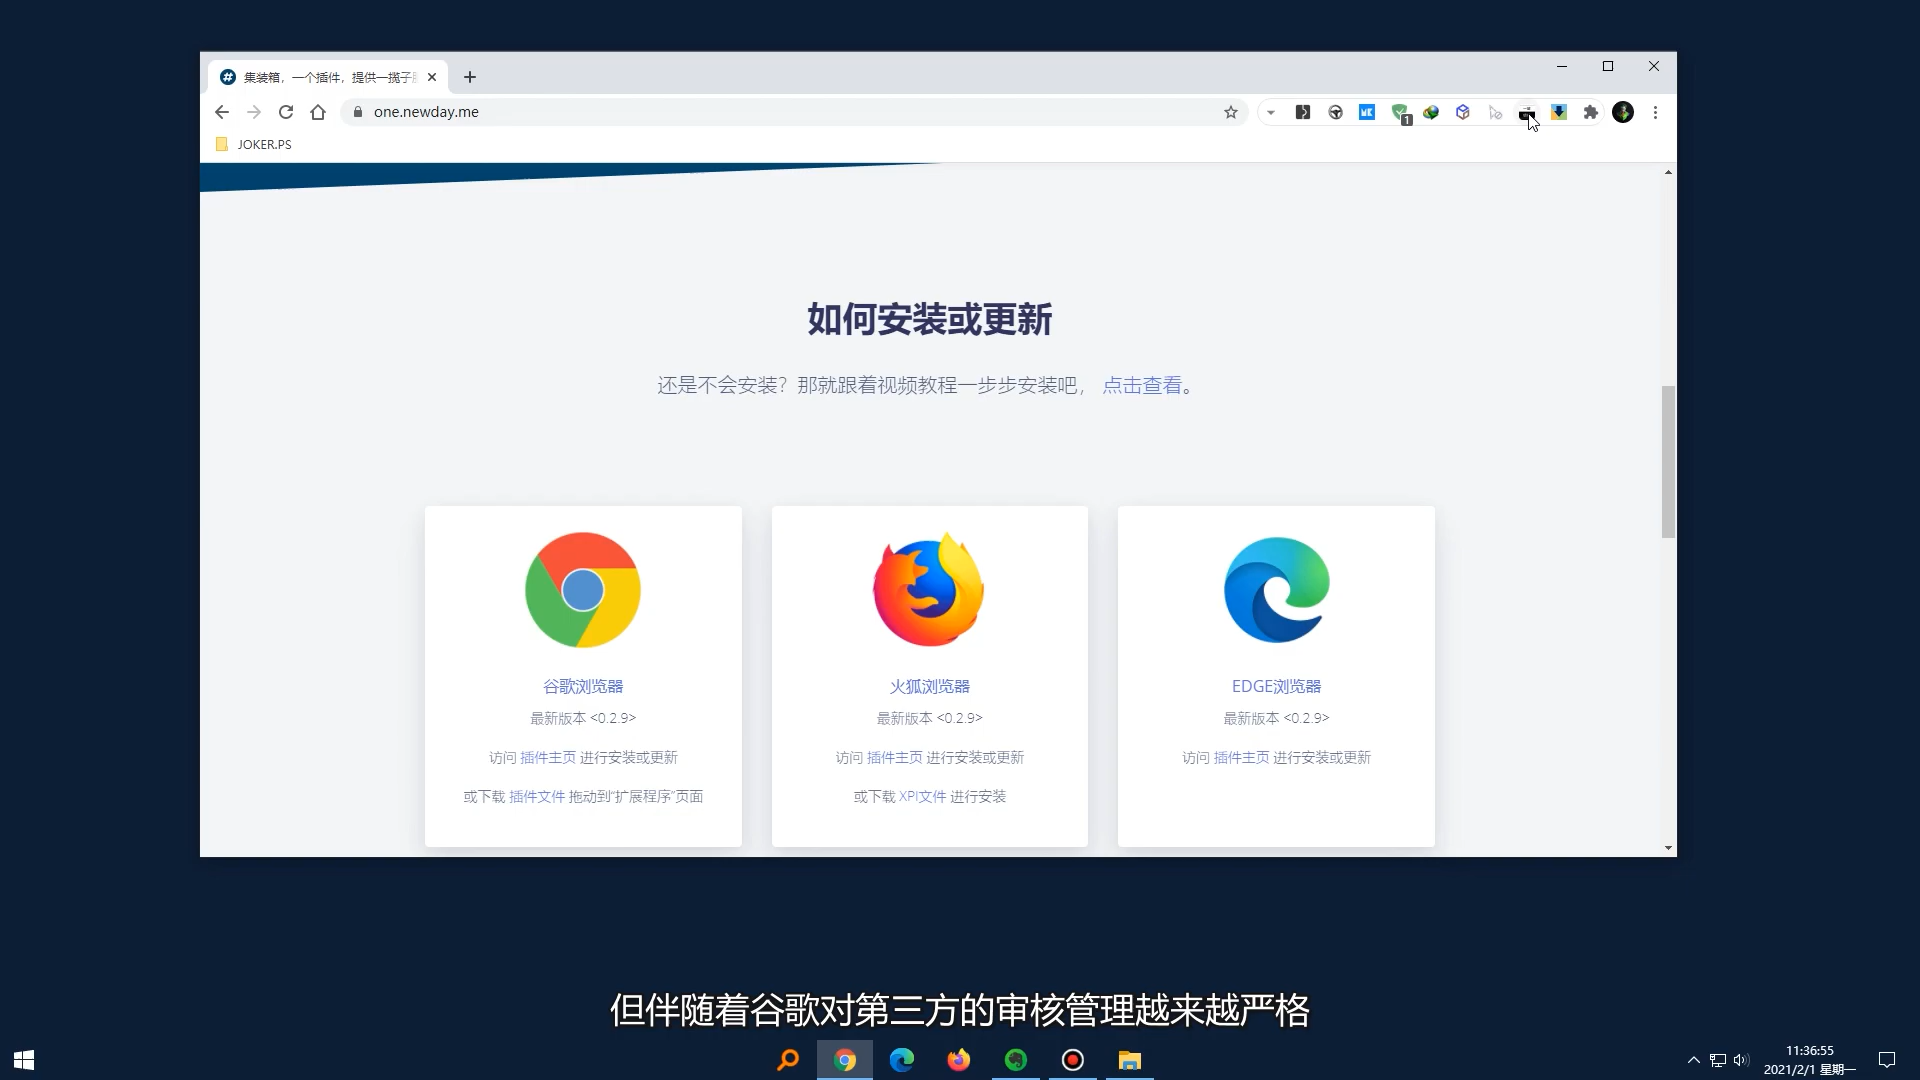 集装箱，一个插件，提供一揽子
one.newday.me
1
JOKER.PS
如何安装或更新
还是不会安装？那就跟着视频教程一步步安装吧， 点击查看。
谷歌浏览器
最新版本 <0.2.9>
访问 插件主页 进行安装或更新
或下载 插件文件 拖动到“扩展程序”页面
火狐浏览器
最新版本 <0.2.9>
访问 插件主页 进行安装或更新
或下载 XPI文件 进行安装
EDGE浏览器
最新版本 <0.2.9>
访问 插件主页 进行安装或更新
但伴随着谷歌对第三方的审核管理越来越严格
11:36:55
2021/2/1 星期一